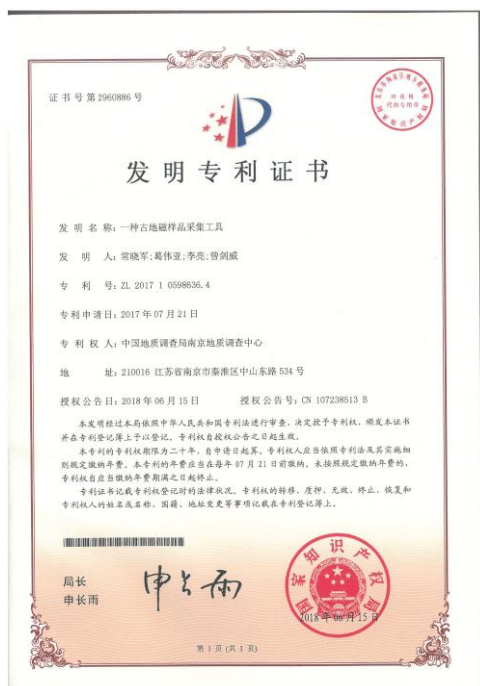 证书号第2960886号
发明专利证书
发明名称：一种古地磁样品采集工具
发明人：常晓军；葛伟亚；李亮；曾剑威
专利号：ZL 2017 1 0598636.4
专利申请日：2017年07月21日
专利权人：中国地质调查局南京地质调查中心
地址：210016 江苏省南京市秦淮区中山东路534号
授权公告日：2018年06月15日 授权公告号：CN 107238513 B
本发明经过本局依照中华人民共和国专利法进行审查，决定授予专利权，颁发本证书
并在专利登记簿上予以登记。专利权自授权公告之日起生效。
本专利的专利权期限为二十年，自申请日起算。专利权人应当依照专利法及其实施细
则规定缴纳年费。本专利的年费应当在每年07月21日前缴纳。未按照规定缴纳年费的，
专利权自应当缴纳年费期满之日起终止。
专利证书记载专利权登记时的法律状况。专利权的转移、质押、无效、终止、恢复和
专利权人的姓名或名称、国籍、地址变更等事项记载在专利登记簿上。
局长
申长雨
申长雨
国家知识产权局
2018年06月15日
第1页（共1页）